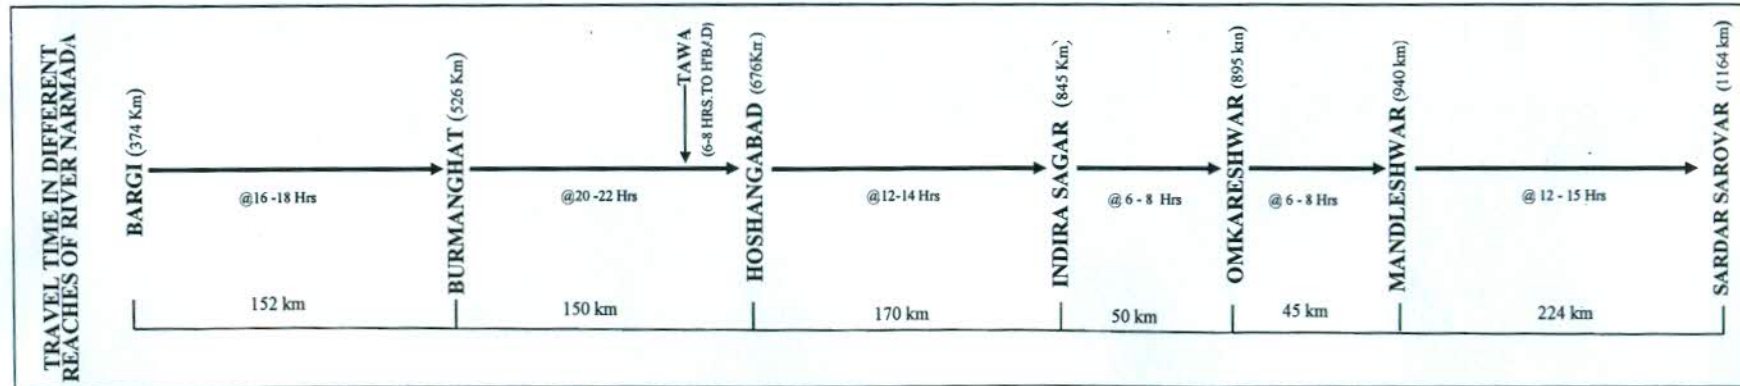 TRAVEL TIME IN DIFFERENT
REACHES OF RIVER NARMADA
BARGI (374 Km)
@16 -18 Hrs
BURMANGHAT (526 Km)
@20 -22 Hrs
TAWA
(6-8 HRS.TO H'BAD)
HOSHANGABAD (676Km)
@12-14 Hrs
INDIRA SAGAR (845 Km)
@ 6 - 8 Hrs
OMKARESHWAR (895 km)
@ 6 - 8 Hrs
MANDLESHWAR (940 km)
@ 12 - 15 Hrs
SARDAR SAROVAR (1164 km)
152 km
150 km
170 km
50 km
45 km
224 km